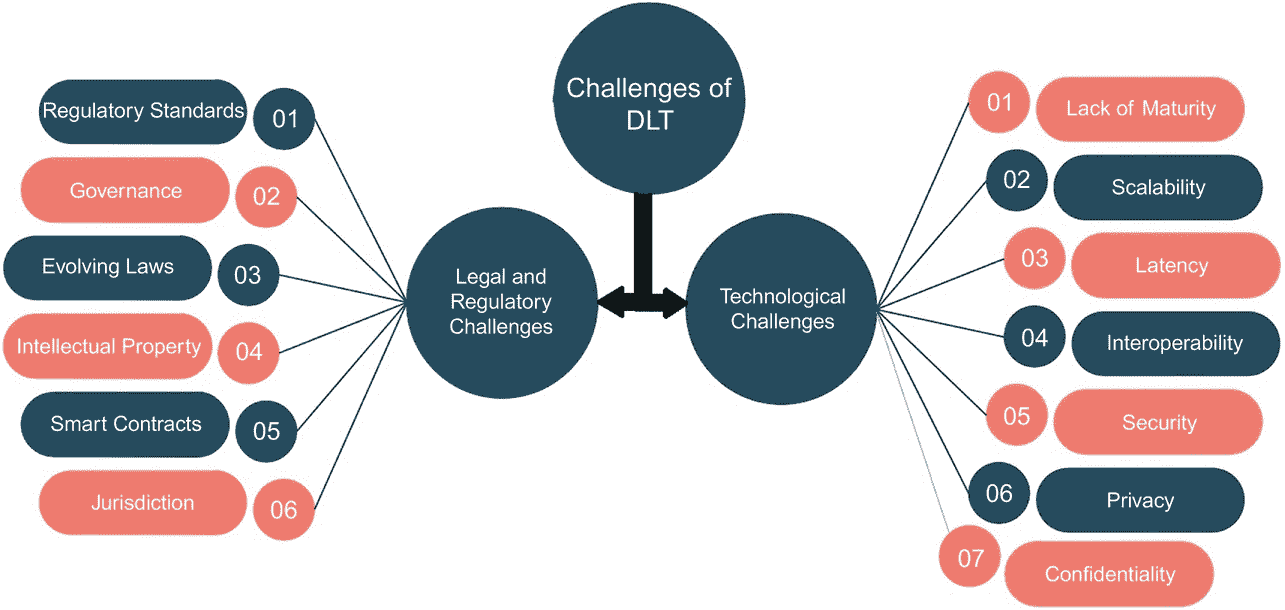 Challenges of
DLT
Legal and
Regulatory
Challenges
Regulatory Standards
01
Governance
02
Evolving Laws
03
Intellectual Property
04
Smart Contracts
05
Jurisdiction
06
Technological
Challenges
01
Lack of Maturity
02
Scalability
03
Latency
04
Interoperability
05
Security
06
Privacy
07
Confidentiality